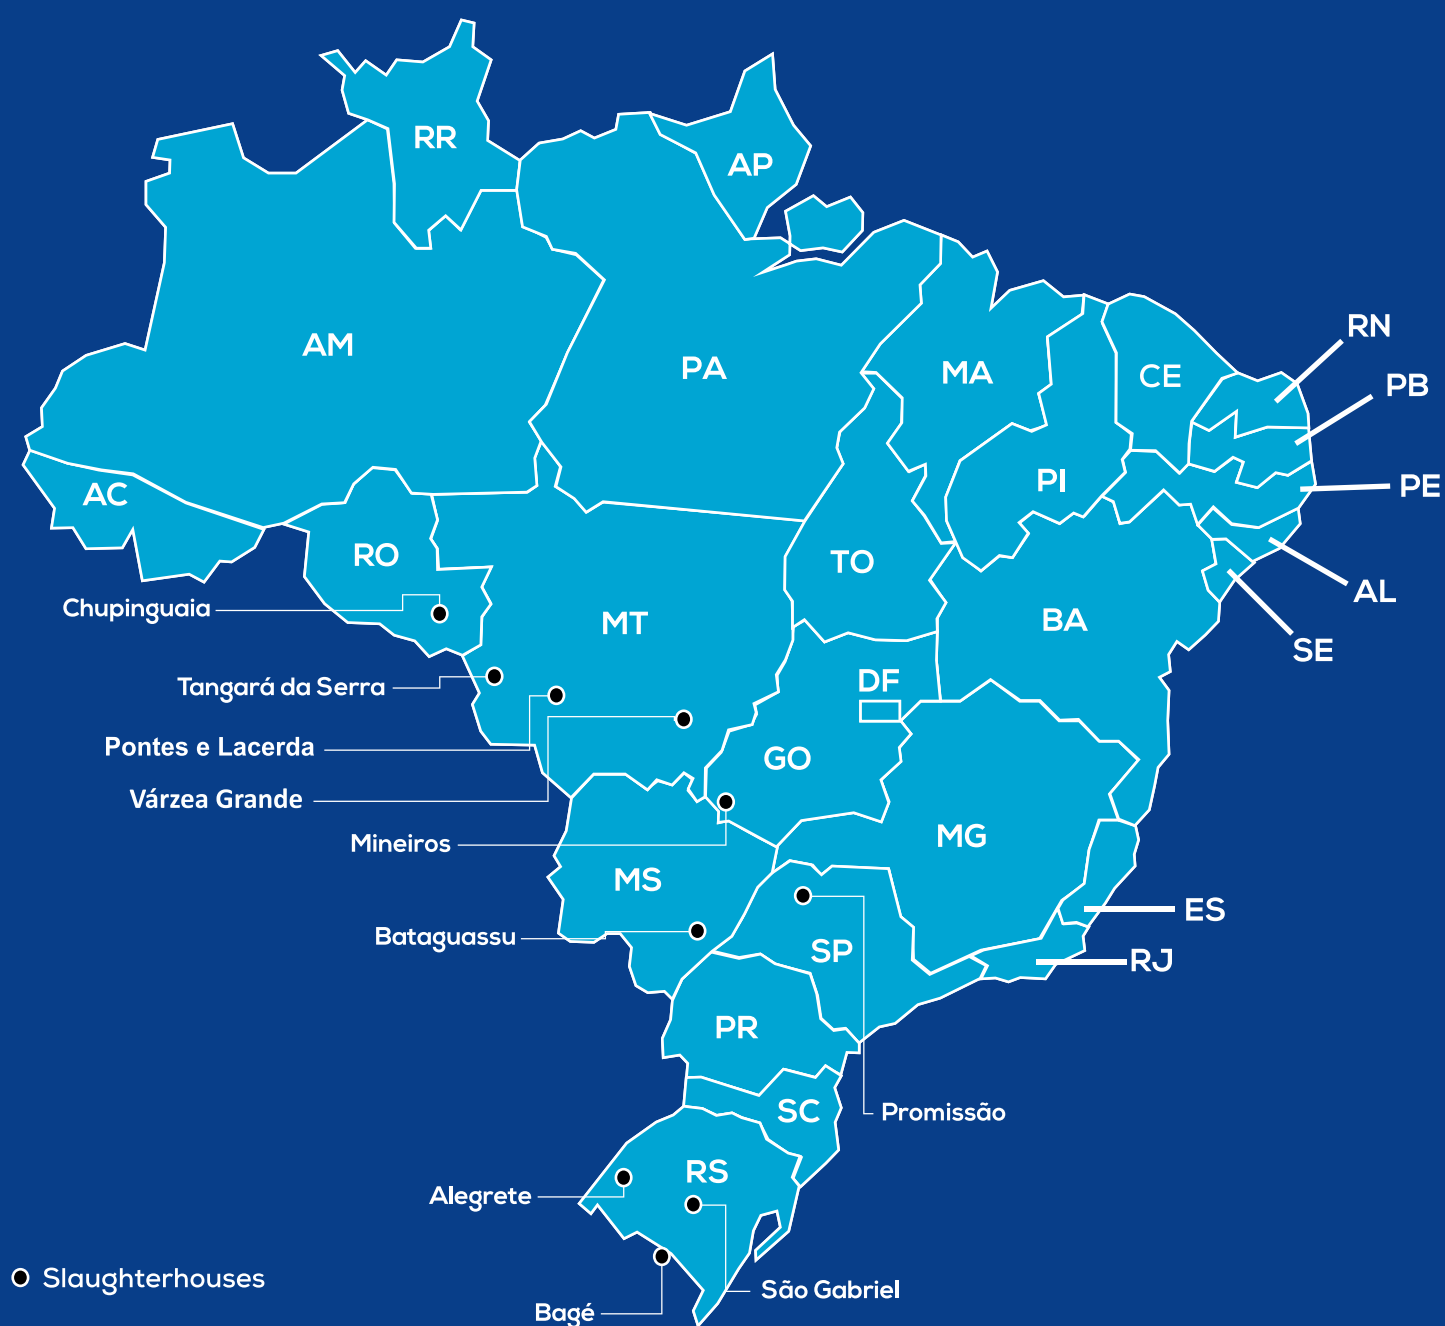 RR
AP
AM
PA
MA
CE
RN
PB
PE
AL
SE
PI
AC
RO
TO
BA
MT
Chupinguaia
Tangará da Serra
DF
Pontes e Lacerda
GO
Várzea Grande
Mineiros
MG
MS
ES
Bataguassu
SP
RJ
PR
SC
Promissão
RS
Alegrete
São Gabriel
Bagé
Slaughterhouses